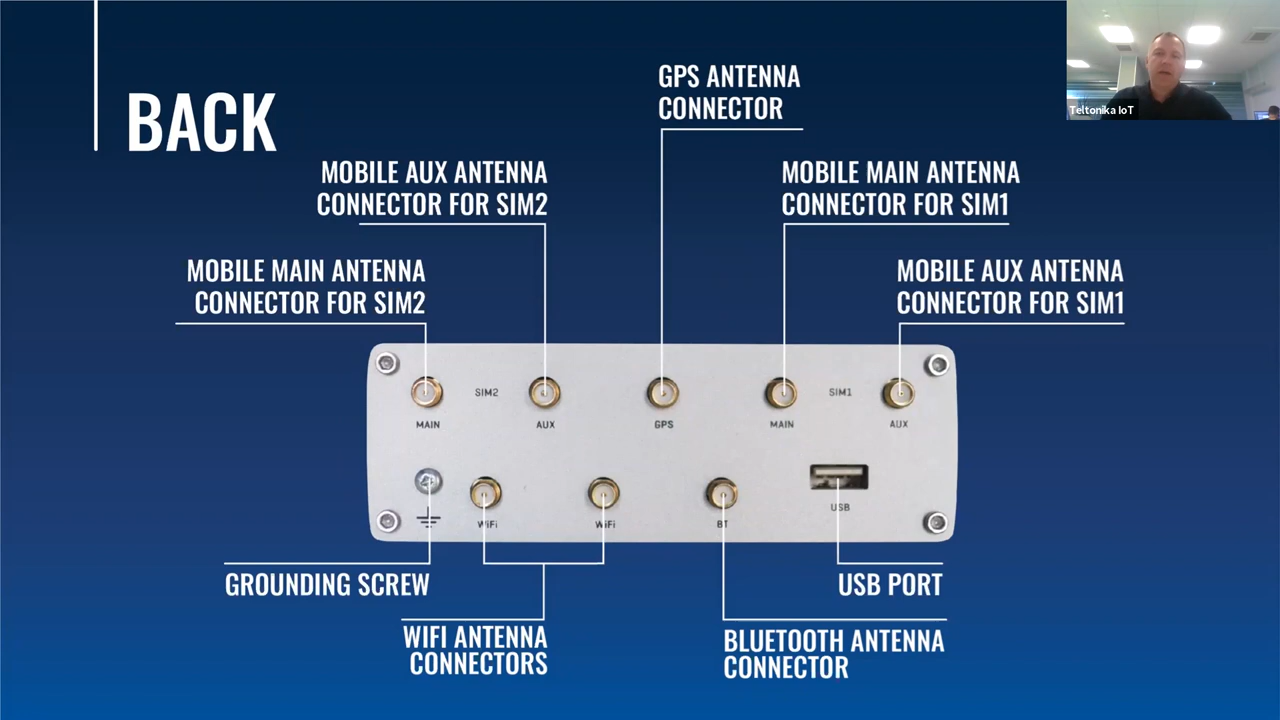 Teltonika IoT
BACK
GPS ANTENNA
CONNECTOR
MOBILE AUX ANTENNA
CONNECTOR FOR SIM2
MOBILE MAIN ANTENNA
CONNECTOR FOR SIM1
MOBILE MAIN ANTENNA
CONNECTOR FOR SIM2
MOBILE AUX ANTENNA
CONNECTOR FOR SIM1
SIM2
SIM1
MAIN
AUX
GPS
MAIN
AUX
USB
WiFi
WiFi
BT
GROUNDING SCREW
USB PORT
WIFI ANTENNA
CONNECTORS
BLUETOOTH ANTENNA
CONNECTOR